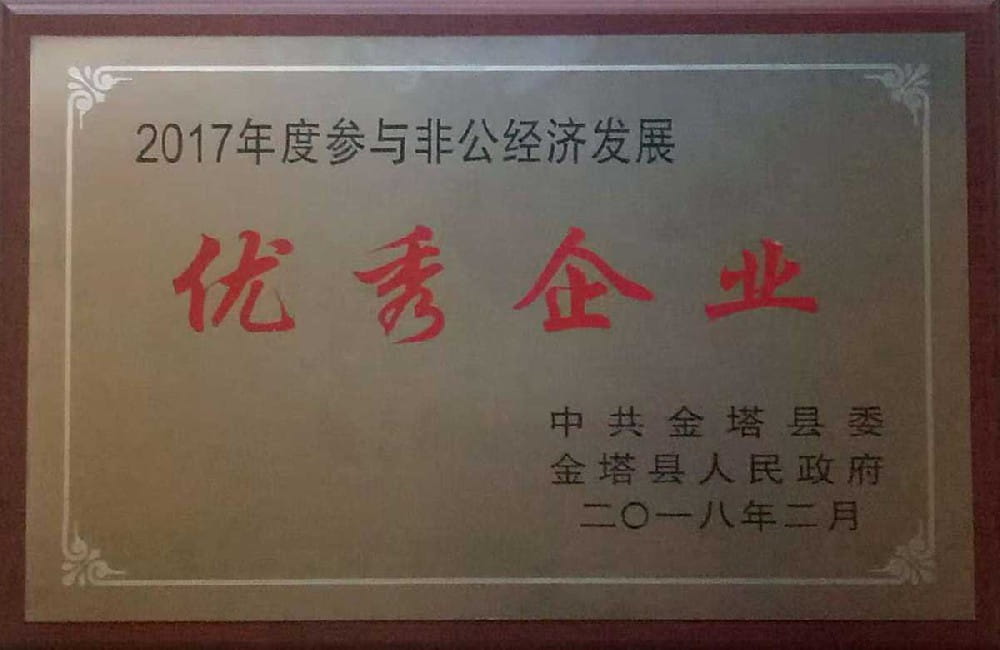 2017年度参与非公经济发展
优秀企业
中共金塔县委
金塔县人民政府
二〇一八年二月